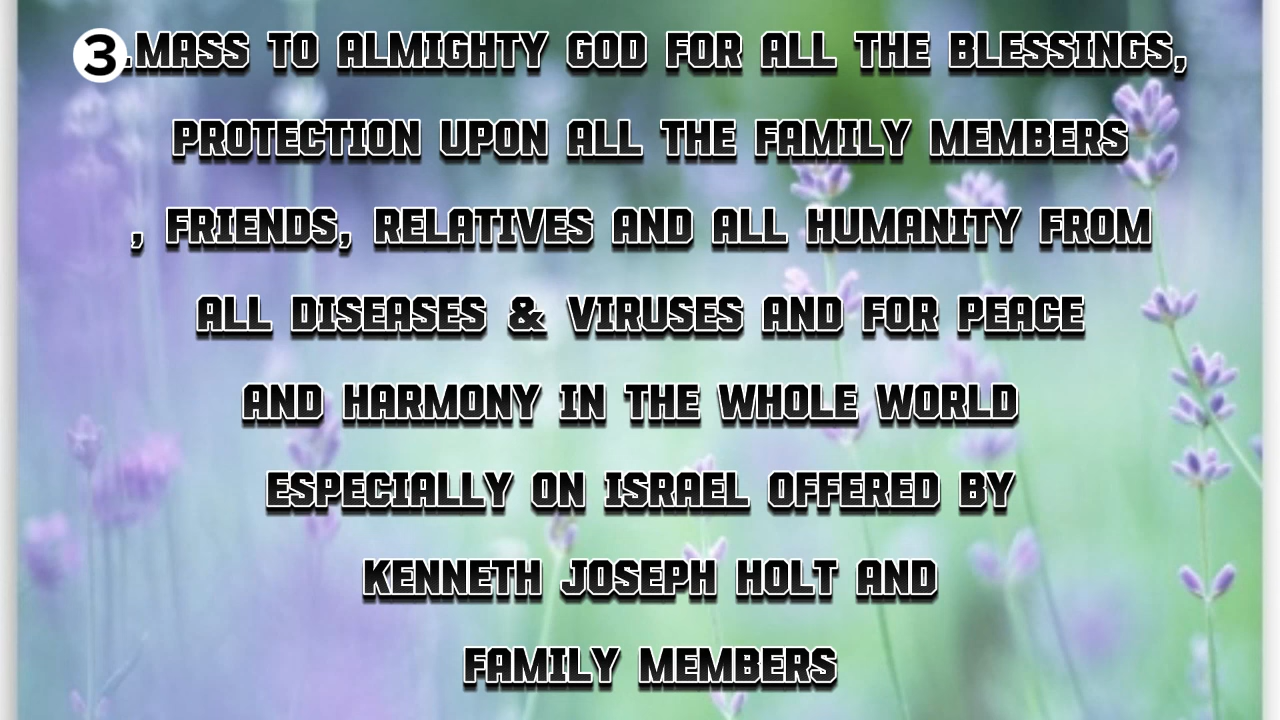 3.MASS TO ALMIGHTY GOD FOR ALL THE BLESSINGS,
PROTECTION UPON ALL THE FAMILY MEMBERS
, FRIENDS, RELATIVES AND ALL HUMANITY FROM
ALL DISEASES & VIRUSES AND FOR PEACE
AND HARMONY IN THE WHOLE WORLD
ESPECIALLY ON ISRAEL OFFERED BY
KENNETH JOSEPH HOLT AND
FAMILY MEMBERS